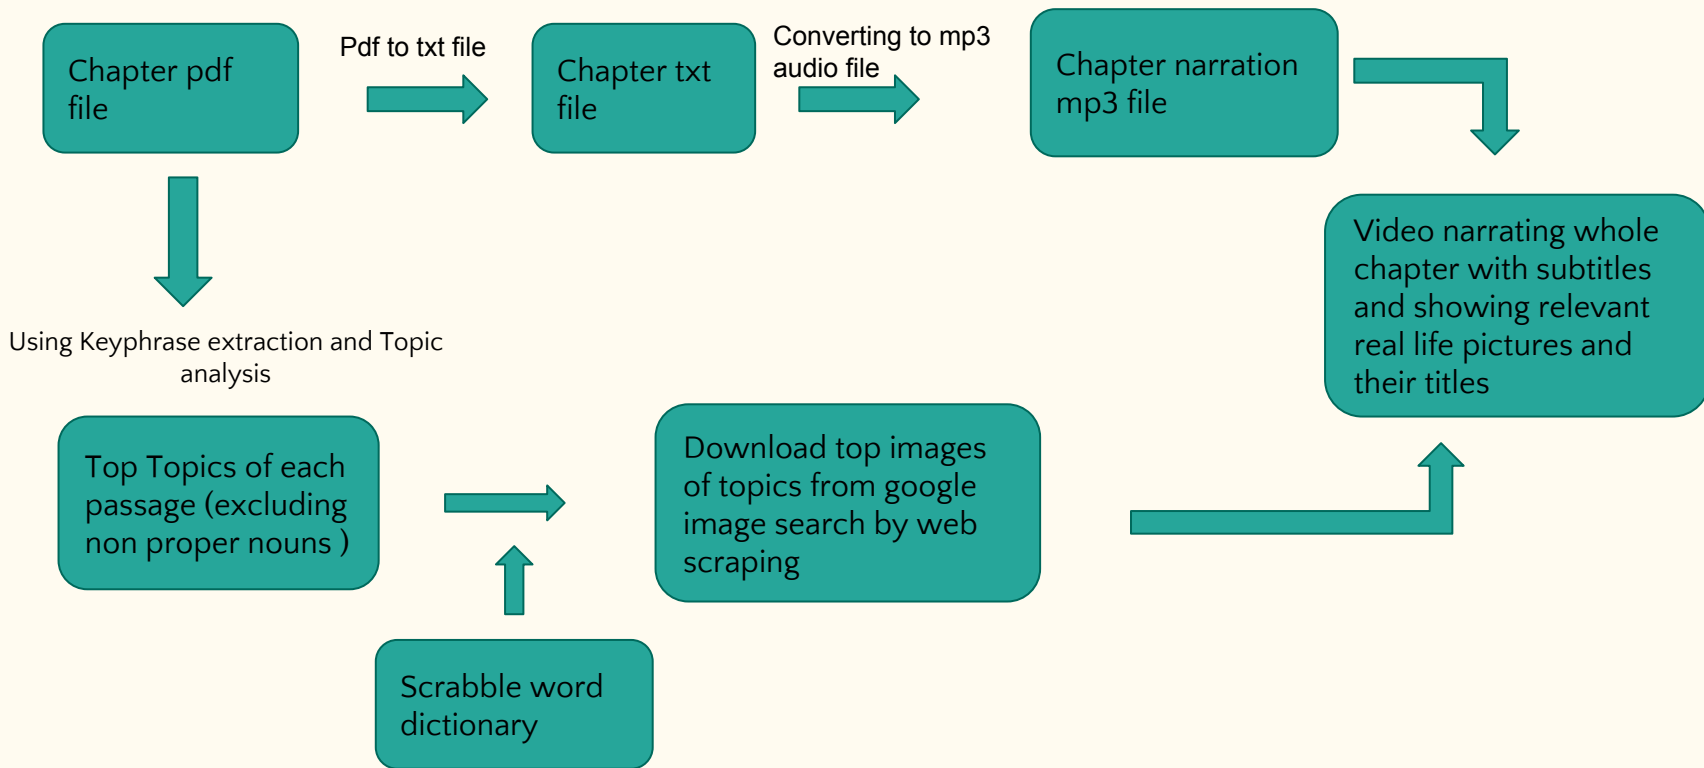 Chapter pdf
file
Pdf to txt file
Chapter txt
file
Converting to mp3
audio file
Chapter narration
mp3 file
Video narrating whole
chapter with subtitles
and showing relevant
real life pictures and
their titles
Using Keyphrase extraction and Topic
analysis
Top Topics of each
passage (excluding
non proper nouns )
Download top images
of topics from google
image search by web
scraping
Scrabble word
dictionary